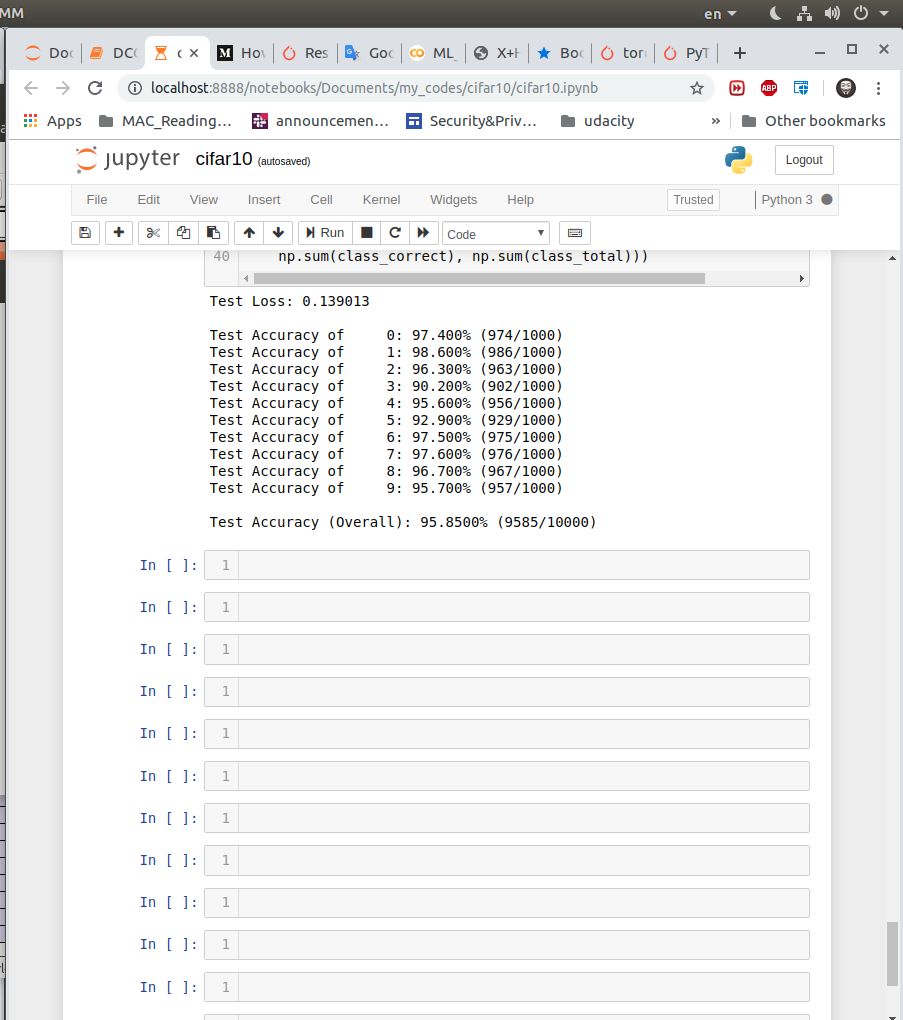 MM
en
Doc
DCG
c
Hov
Res
Goo
ML_
X+H
Boo
tor
PyT
localhost:8888/notebooks/Documents/my_codes/cifar10/cifar10.ipynb
ABP
Apps MAC_Reading... announcemen... Security&Priv... udacity » Other bookmarks
jupyter cifar10 (autosaved) Logout
File Edit View Insert Cell Kernel Widgets Help Trusted Python 3
Run Code
40 np.sum(class_correct), np.sum(class_total)))
Test Loss: 0.139013
Test Accuracy of 0: 97.400% (974/1000)
Test Accuracy of 1: 98.600% (986/1000)
Test Accuracy of 2: 96.300% (963/1000)
Test Accuracy of 3: 90.200% (902/1000)
Test Accuracy of 4: 95.600% (956/1000)
Test Accuracy of 5: 92.900% (929/1000)
Test Accuracy of 6: 97.500% (975/1000)
Test Accuracy of 7: 97.600% (976/1000)
Test Accuracy of 8: 96.700% (967/1000)
Test Accuracy of 9: 95.700% (957/1000)
Test Accuracy (Overall): 95.8500% (9585/10000)
In [ ]: 1
In [ ]: 1
In [ ]: 1
In [ ]: 1
In [ ]: 1
In [ ]: 1
In [ ]: 1
In [ ]: 1
In [ ]: 1
In [ ]: 1
In [ ]: 1